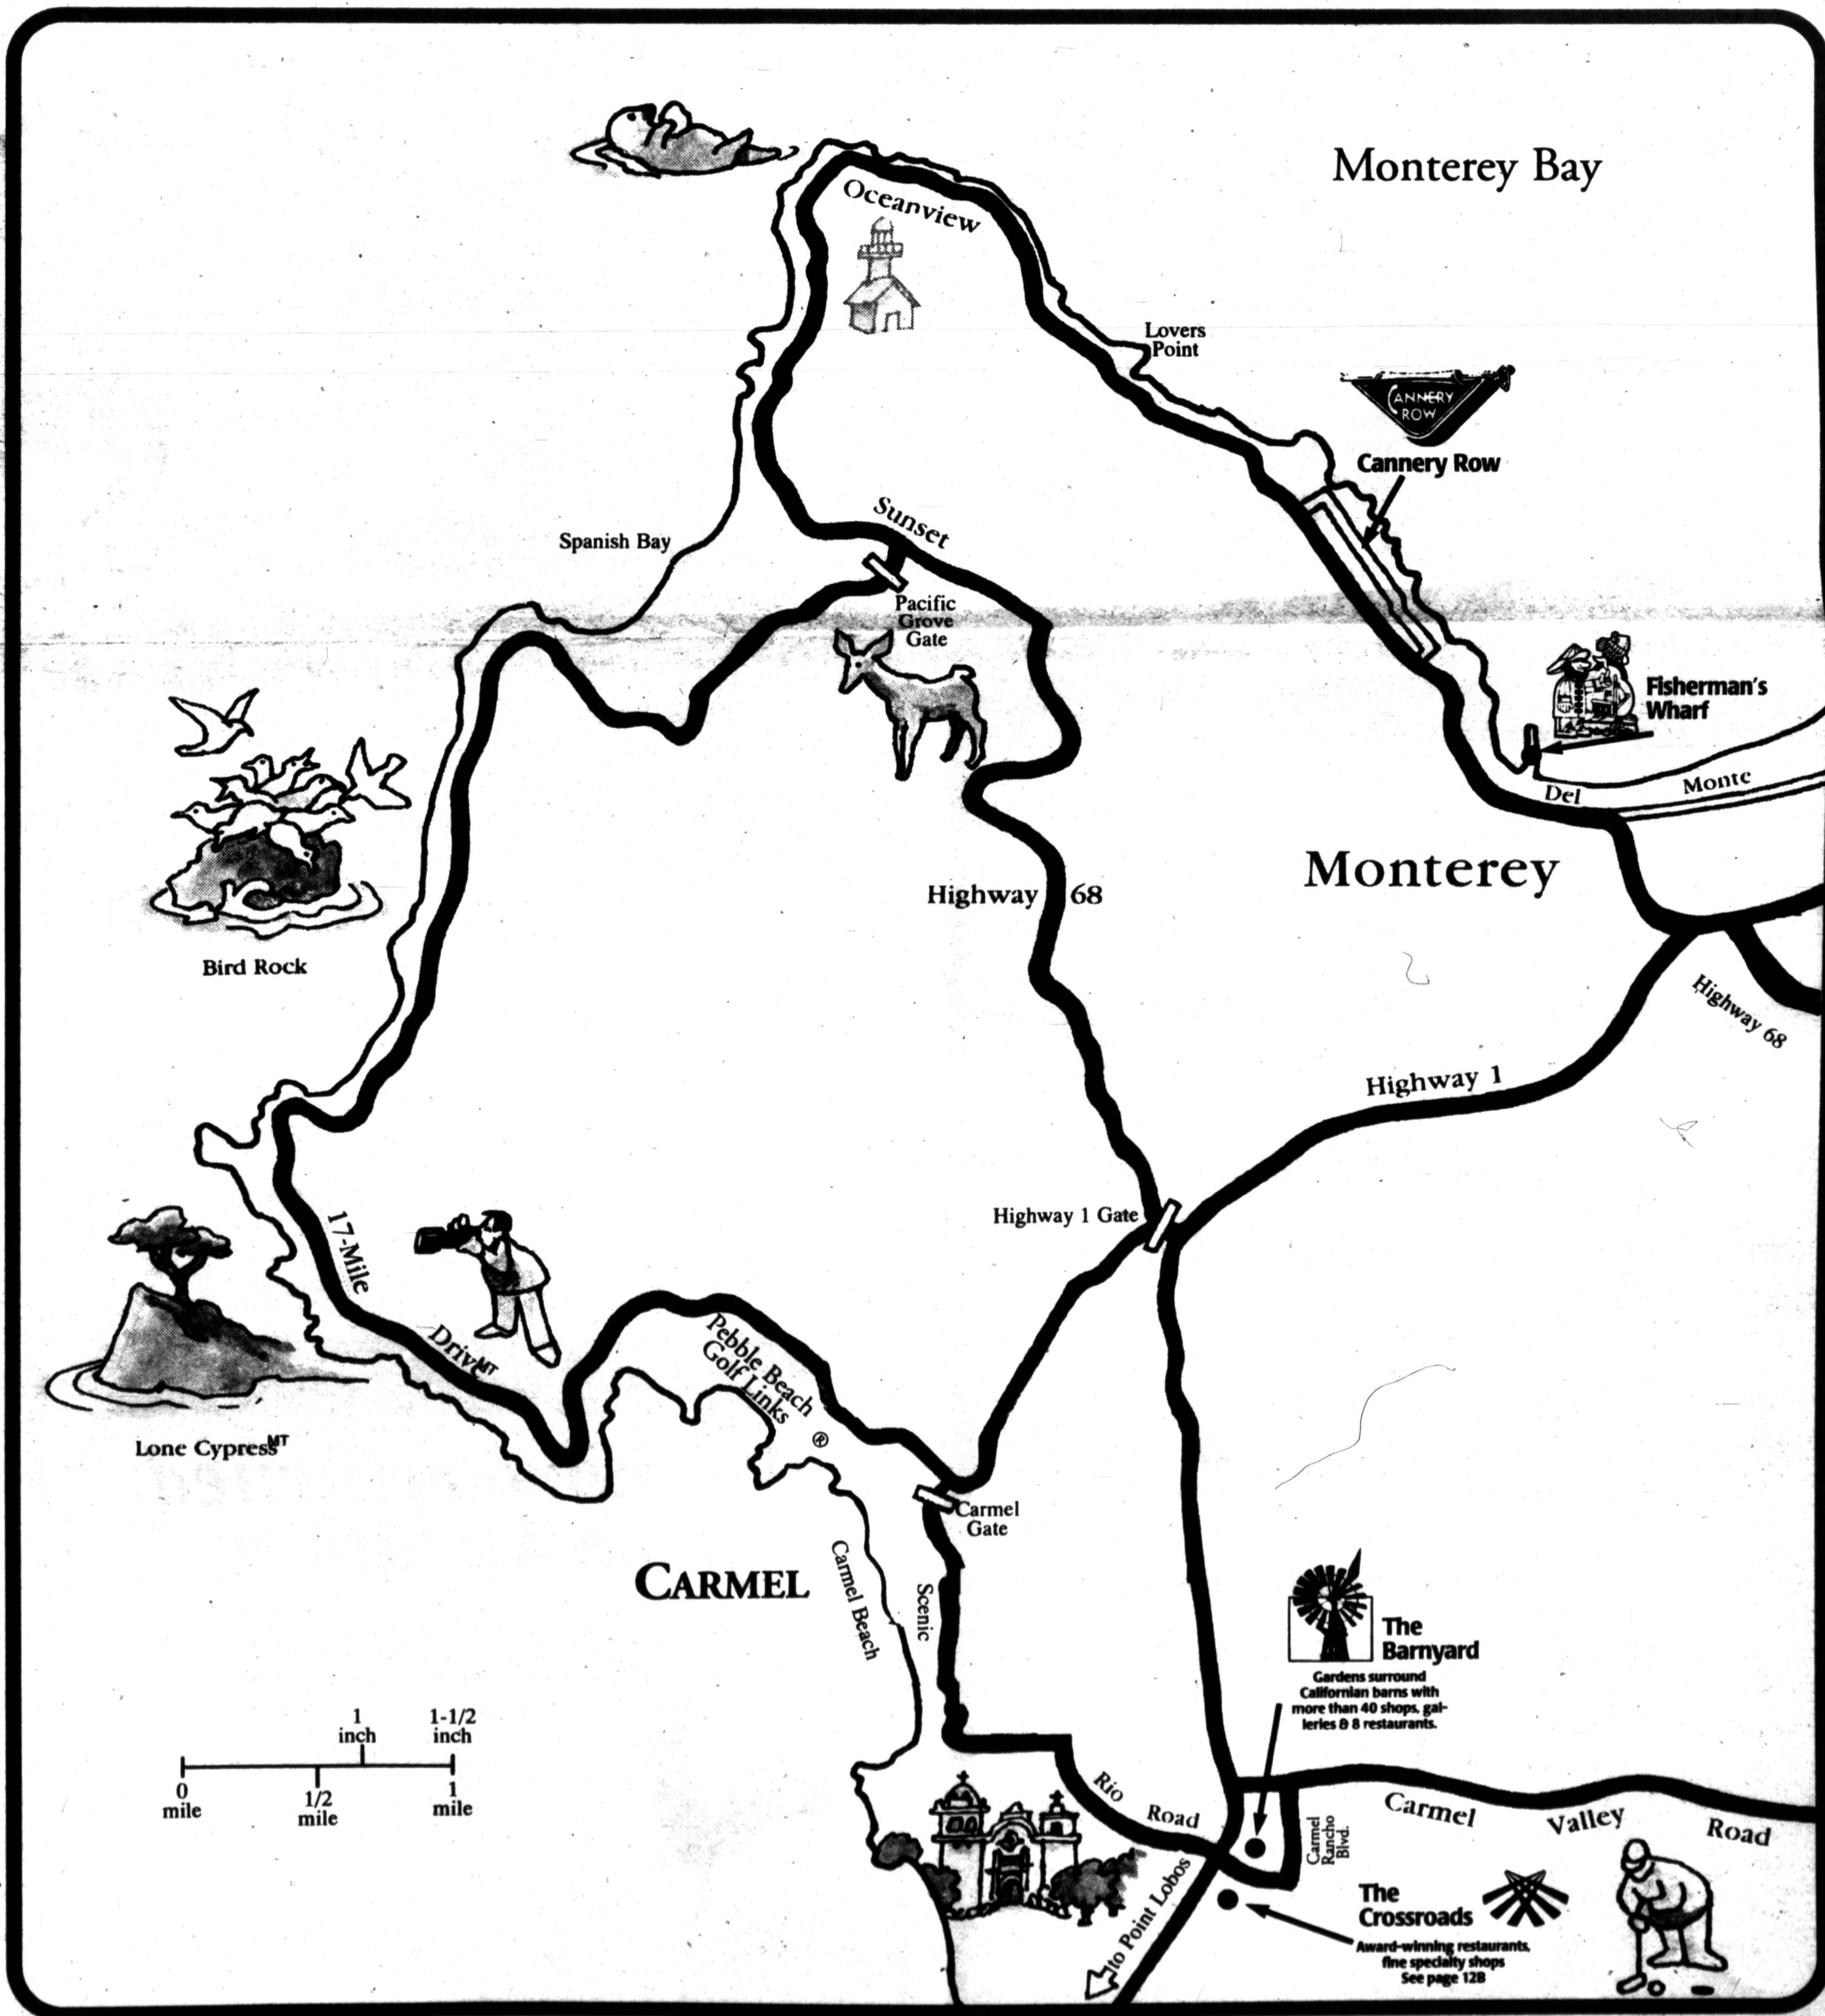 Monterey Bay
Oceanview
Lovers
Point
CANNERY
ROW
Cannery Row
Sunset
Spanish Bay
Pacific
Grove
Gate
Fisherman's
Wharf
Del Monte
Monterey
Highway 68
Bird Rock
Highway 68
Highway 1
Highway 1 Gate
17-Mile
Drive MT
Pebble Beach
Golf Links
®
Lone Cypress MT
Carmel
Gate
CARMEL
Carmel Beach
Scenic
The
Barnyard
Gardens surround
Californian barns with
more than 40 shops, gal-
leries & 8 restaurants.
1
inch
1-1/2
inch
0
mile
1/2
mile
1
mile
Rio Road
Carmel Valley Road
Carmel
Rancho
Blvd.
to Point Lobos
The
Crossroads
Award-winning restaurants,
fine specialty shops
See page 12B